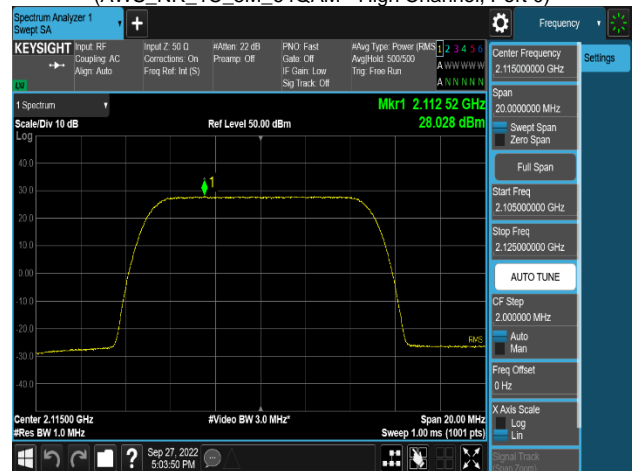 Spectrum Analyzer 1
Swept SA
+
Frequency
KEYSIGHT
Input: RF
Coupling: AC
Align: Auto
Input Z: 50 Ω
Corrections: On
Freq Ref: Int (S)
#Atten: 22 dB
Preamp: Off
PNO: Fast
Gate: Off
IF Gain: Low
Sig Track: Off
#Avg Type: Power (RMS
Avg|Hold: 500/500
Trig: Free Run
1 2 3 4 5 6
A W W W W W
A N N N N N
1 Spectrum
Scale/Div 10 dB
Ref Level 50.00 dBm
Mkr1 2.112 52 GHz
28.028 dBm
Log
40.0
30.0
20.0
10.0
0.00
-10.0
-20.0
-30.0
-40.0
1
RMS
Center 2.11500 GHz
#Res BW 1.0 MHz
#Video BW 3.0 MHz*
Span 20.00 MHz
Sweep 1.00 ms (1001 pts)
Center Frequency
2.115000000 GHz
Settings
Span
20.0000000 MHz
Swept Span
Zero Span
Full Span
Start Freq
2.105000000 GHz
Stop Freq
2.125000000 GHz
AUTO TUNE
CF Step
2.000000 MHz
Auto
Man
Freq Offset
0 Hz
X Axis Scale
Log
Lin
Signal Track
(Span Zoom)
?
Sep 27, 2022
5:03:50 PM